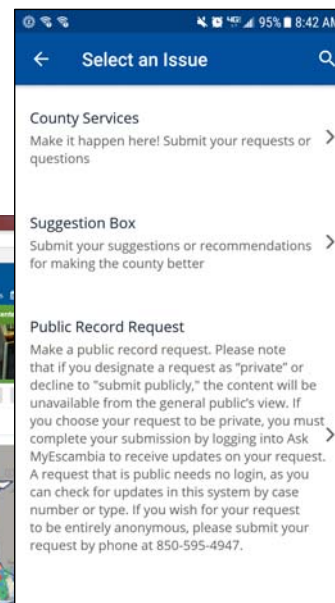 95% 8:42 AM
Select an Issue
County Services
Make it happen here! Submit your requests or
questions
Suggestion Box
Submit your suggestions or recommendations
for making the county better
Public Record Request
Make a public record request. Please note
that if you designate a request as “private” or
decline to "submit publicly," the content will be
unavailable from the general public's view. If
you choose your request to be private, you must
complete your submission by logging into Ask
MyEscambia to receive updates on your request.
A request that is public needs no login, as you
can check for updates in this system by case
number or type. If you wish for your request
to be entirely anonymous, please submit your
request by phone at 850-595-4947.